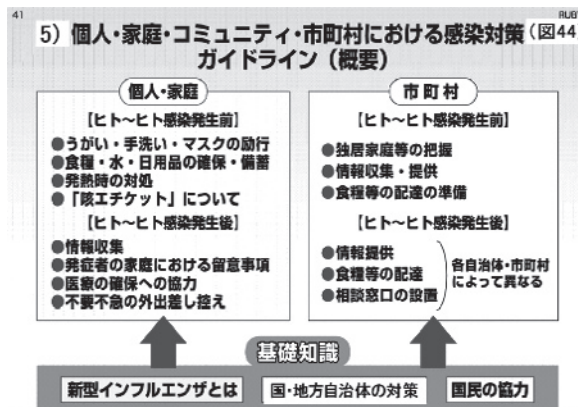 41
RUB
5) 個人・家庭・コミュニティ・市町村における感染対策(図44
ガイドライン（概要）
個人・家庭
【ヒト〜ヒト感染発生前】
●うがい・手洗い・マスクの励行
●食糧・水・日用品の確保・備蓄
●発熱時の対処
●「咳エチケット」について
【ヒト〜ヒト感染発生後】
●情報収集
●発症者の家庭における留意事項
●医療の確保への協力
●不要不急の外出差し控え
市町村
【ヒト〜ヒト感染発生前】
●独居家庭等の把握
●情報収集・提供
●食糧等の配達の準備
【ヒト〜ヒト感染発生後】
●情報提供
●食糧等の配達
●相談窓口の設置
各自治体・市町村
によって異なる
基礎知識
新型インフルエンザとは
国・地方自治体の対策
国民の協力